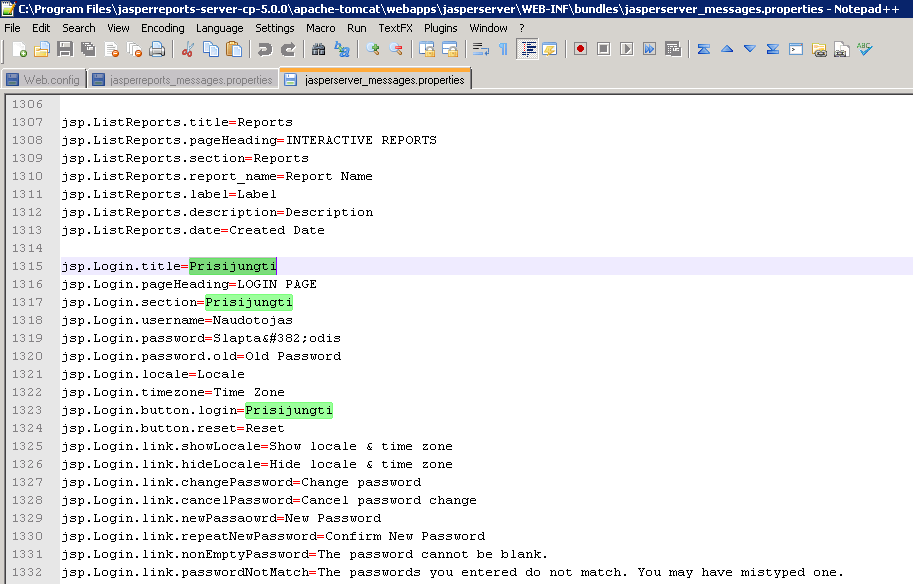 C:\Program Files\jasperreports-server-cp-5.0.0\apache-tomcat\webapps\jasperserver\WEB-INF\bundles\jasperserver_messages.properties - Notepad++
File Edit Search View Encoding Language Settings Macro Run TextFX Plugins Window ?
Web.config jasperreports_messages.properties jasperserver_messages.properties
1306
1307 jsp.ListReports.title=Reports
1308 jsp.ListReports.pageHeading=INTERACTIVE REPORTS
1309 jsp.ListReports.section=Reports
1310 jsp.ListReports.report_name=Report Name
1311 jsp.ListReports.label=Label
1312 jsp.ListReports.description=Description
1313 jsp.ListReports.date=Created Date
1314
1315 jsp.Login.title=Prisijungti
1316 jsp.Login.pageHeading=LOGIN PAGE
1317 jsp.Login.section=Prisijungti
1318 jsp.Login.username=Naudotojas
1319 jsp.Login.password=Slapta&#382;odis
1320 jsp.Login.password.old=Old Password
1321 jsp.Login.locale=Locale
1322 jsp.Login.timezone=Time Zone
1323 jsp.Login.button.login=Prisijungti
1324 jsp.Login.button.reset=Reset
1325 jsp.Login.link.showLocale=Show locale & time zone
1326 jsp.Login.link.hideLocale=Hide locale & time zone
1327 jsp.Login.link.changePassword=Change password
1328 jsp.Login.link.cancelPassword=Cancel password change
1329 jsp.Login.link.newPassaowrd=New Password
1330 jsp.Login.link.repeatNewPassword=Confirm New Password
1331 jsp.Login.link.nonEmptyPassword=The password cannot be blank.
1332 jsp.Login.link.passwordNotMatch=The passwords you entered do not match. You may have mistyped one.